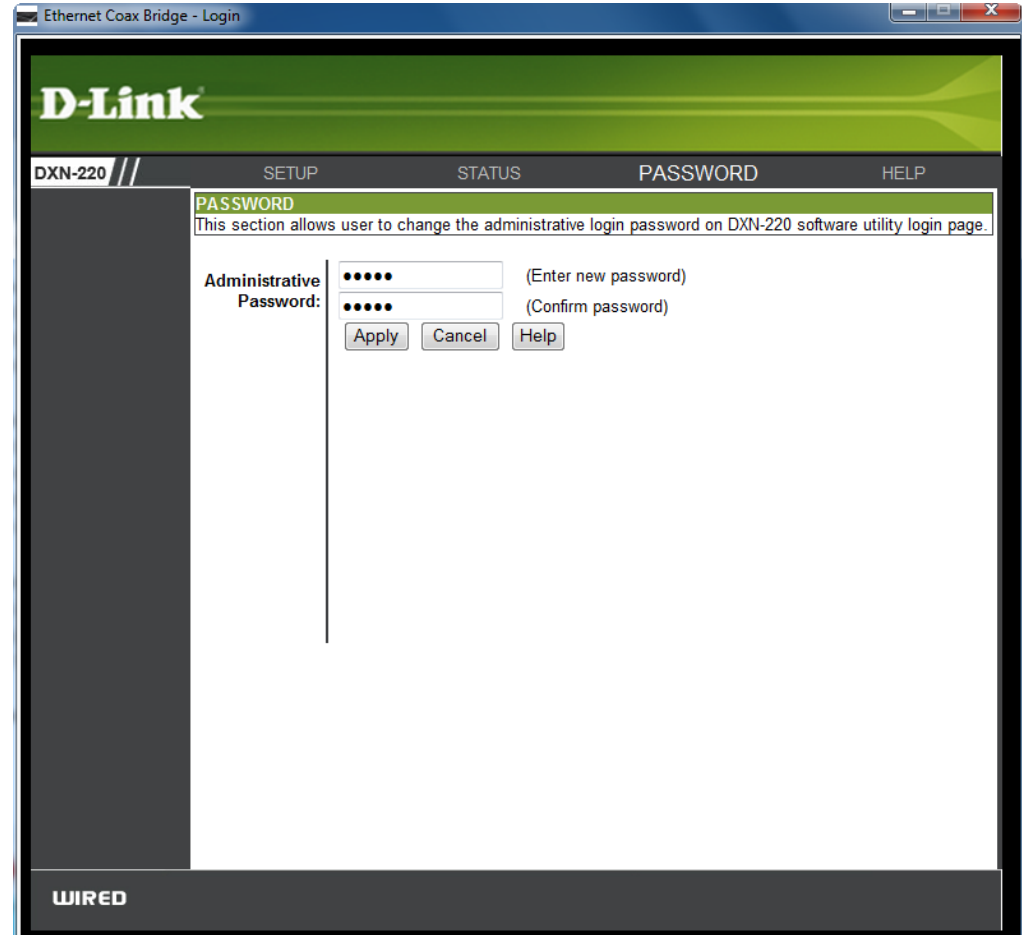 Ethernet Coax Bridge - Login
D-Link
DXN-220 SETUP STATUS PASSWORD HELP
PASSWORD
This section allows user to change the administrative login password on DXN-220 software utility login page.
Administrative
Password:
••••• (Enter new password)
••••• (Confirm password)
Apply Cancel Help
WIRED